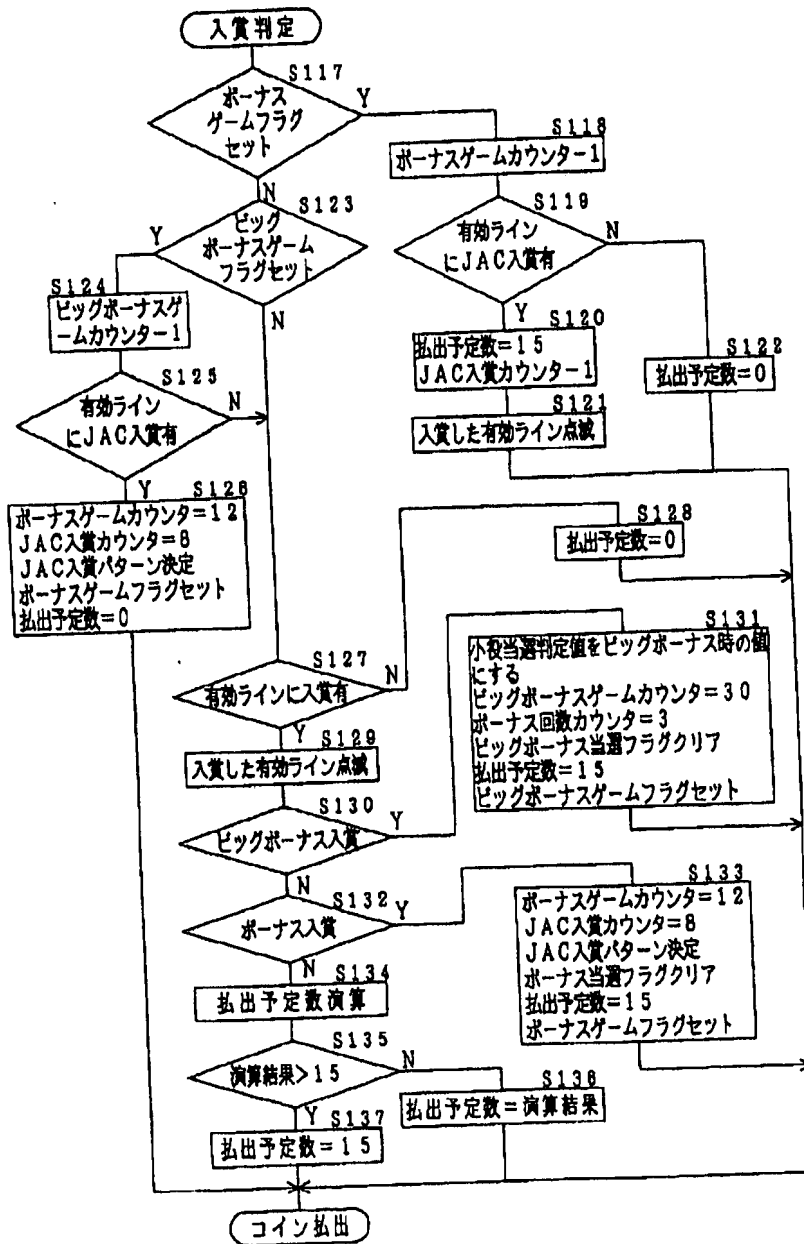 入賞判定
S117
ボーナス
ゲームフラグ
セット
Y
N
S118
ボーナスゲームカウンタ−1
S119
有効ライン
にJAC入賞有
N
Y
S120
払出予定数=15
JAC入賞カウンタ−1
S121
入賞した有効ライン点滅
S122
払出予定数=0
S123
ビッグ
ボーナスゲーム
フラグセット
Y
N
S124
ビッグボーナスゲ
ームカウンタ−1
S125
有効ライン
にJAC入賞有
N
Y
S126
ボーナスゲームカウンタ=12
JAC入賞カウンタ=8
JAC入賞パターン決定
ボーナスゲームフラグセット
払出予定数=0
S127
有効ラインに入賞有
N
Y
S128
払出予定数=0
S129
入賞した有効ライン点滅
S130
ビッグボーナス入賞
Y
N
S131
小役当選判定値をビッグボーナス時の値
にする
ビッグボーナスゲームカウンタ=30
ボーナス回数カウンタ=3
ビッグボーナス当選フラグクリア
払出予定数=15
ビッグボーナスゲームフラグセット
S132
ボーナス入賞
Y
N
S133
ボーナスゲームカウンタ=12
JAC入賞カウンタ=8
JAC入賞パターン決定
ボーナス当選フラグクリア
払出予定数=15
ボーナスゲームフラグセット
S134
払出予定数演算
S135
演算結果>15
N
Y
S136
払出予定数=演算結果
S137
払出予定数=15
コイン払出